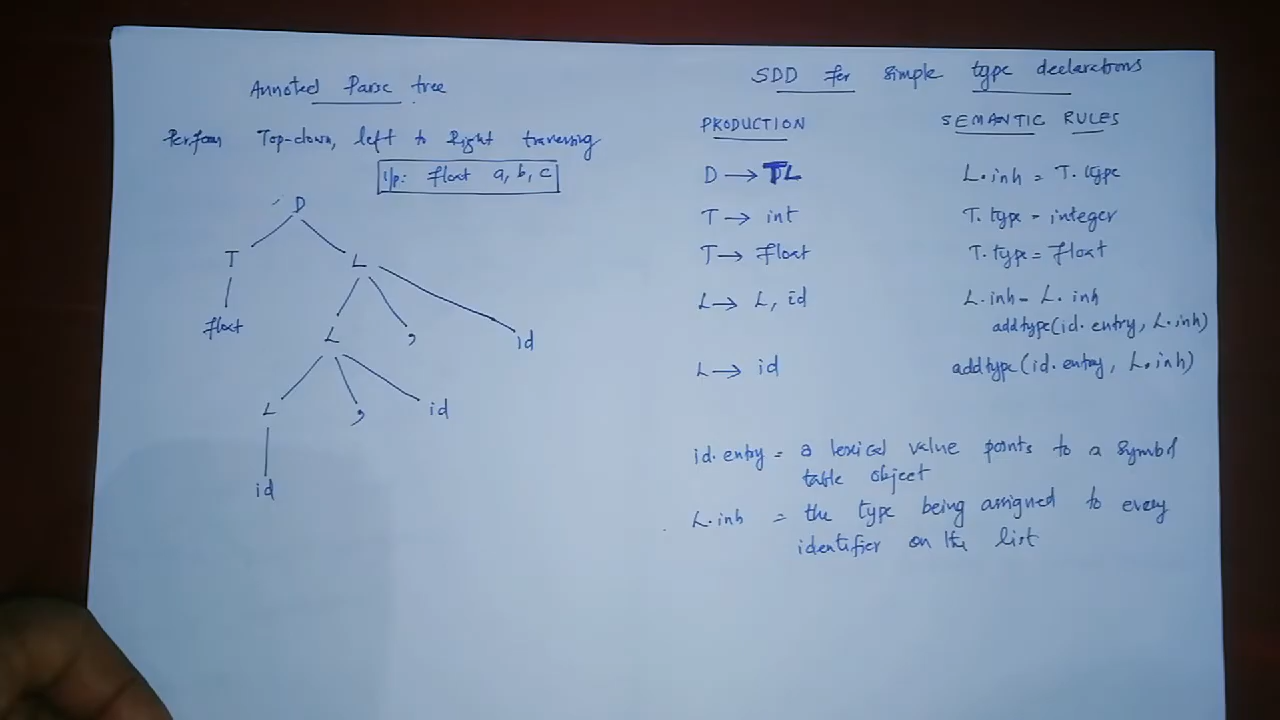 Annoted Parse tree
Perform Top-down, left to Right traversing
i/p: float a, b, c
D
T L
float L , id
L , id
id
SDD for simple type declarations
PRODUCTION SEMANTIC RULES
D → TL L.inh = T.type
T → int T.type = integer
T → float T.type = float
L → L, id L.inh = L.inh
addtype(id.entry, L.inh)
L → id addtype(id.entry, L.inh)
id.entry = a lexical value points to a symbol
table object
L.inh = the type being assigned to every
identifier on the list